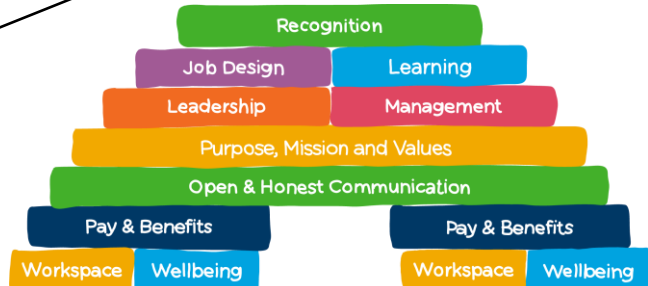 Recognition
Job Design Learning
Leadership Management
Purpose, Mission and Values
Open & Honest Communication
Pay & Benefits Pay & Benefits
Workspace Wellbeing Workspace Wellbeing